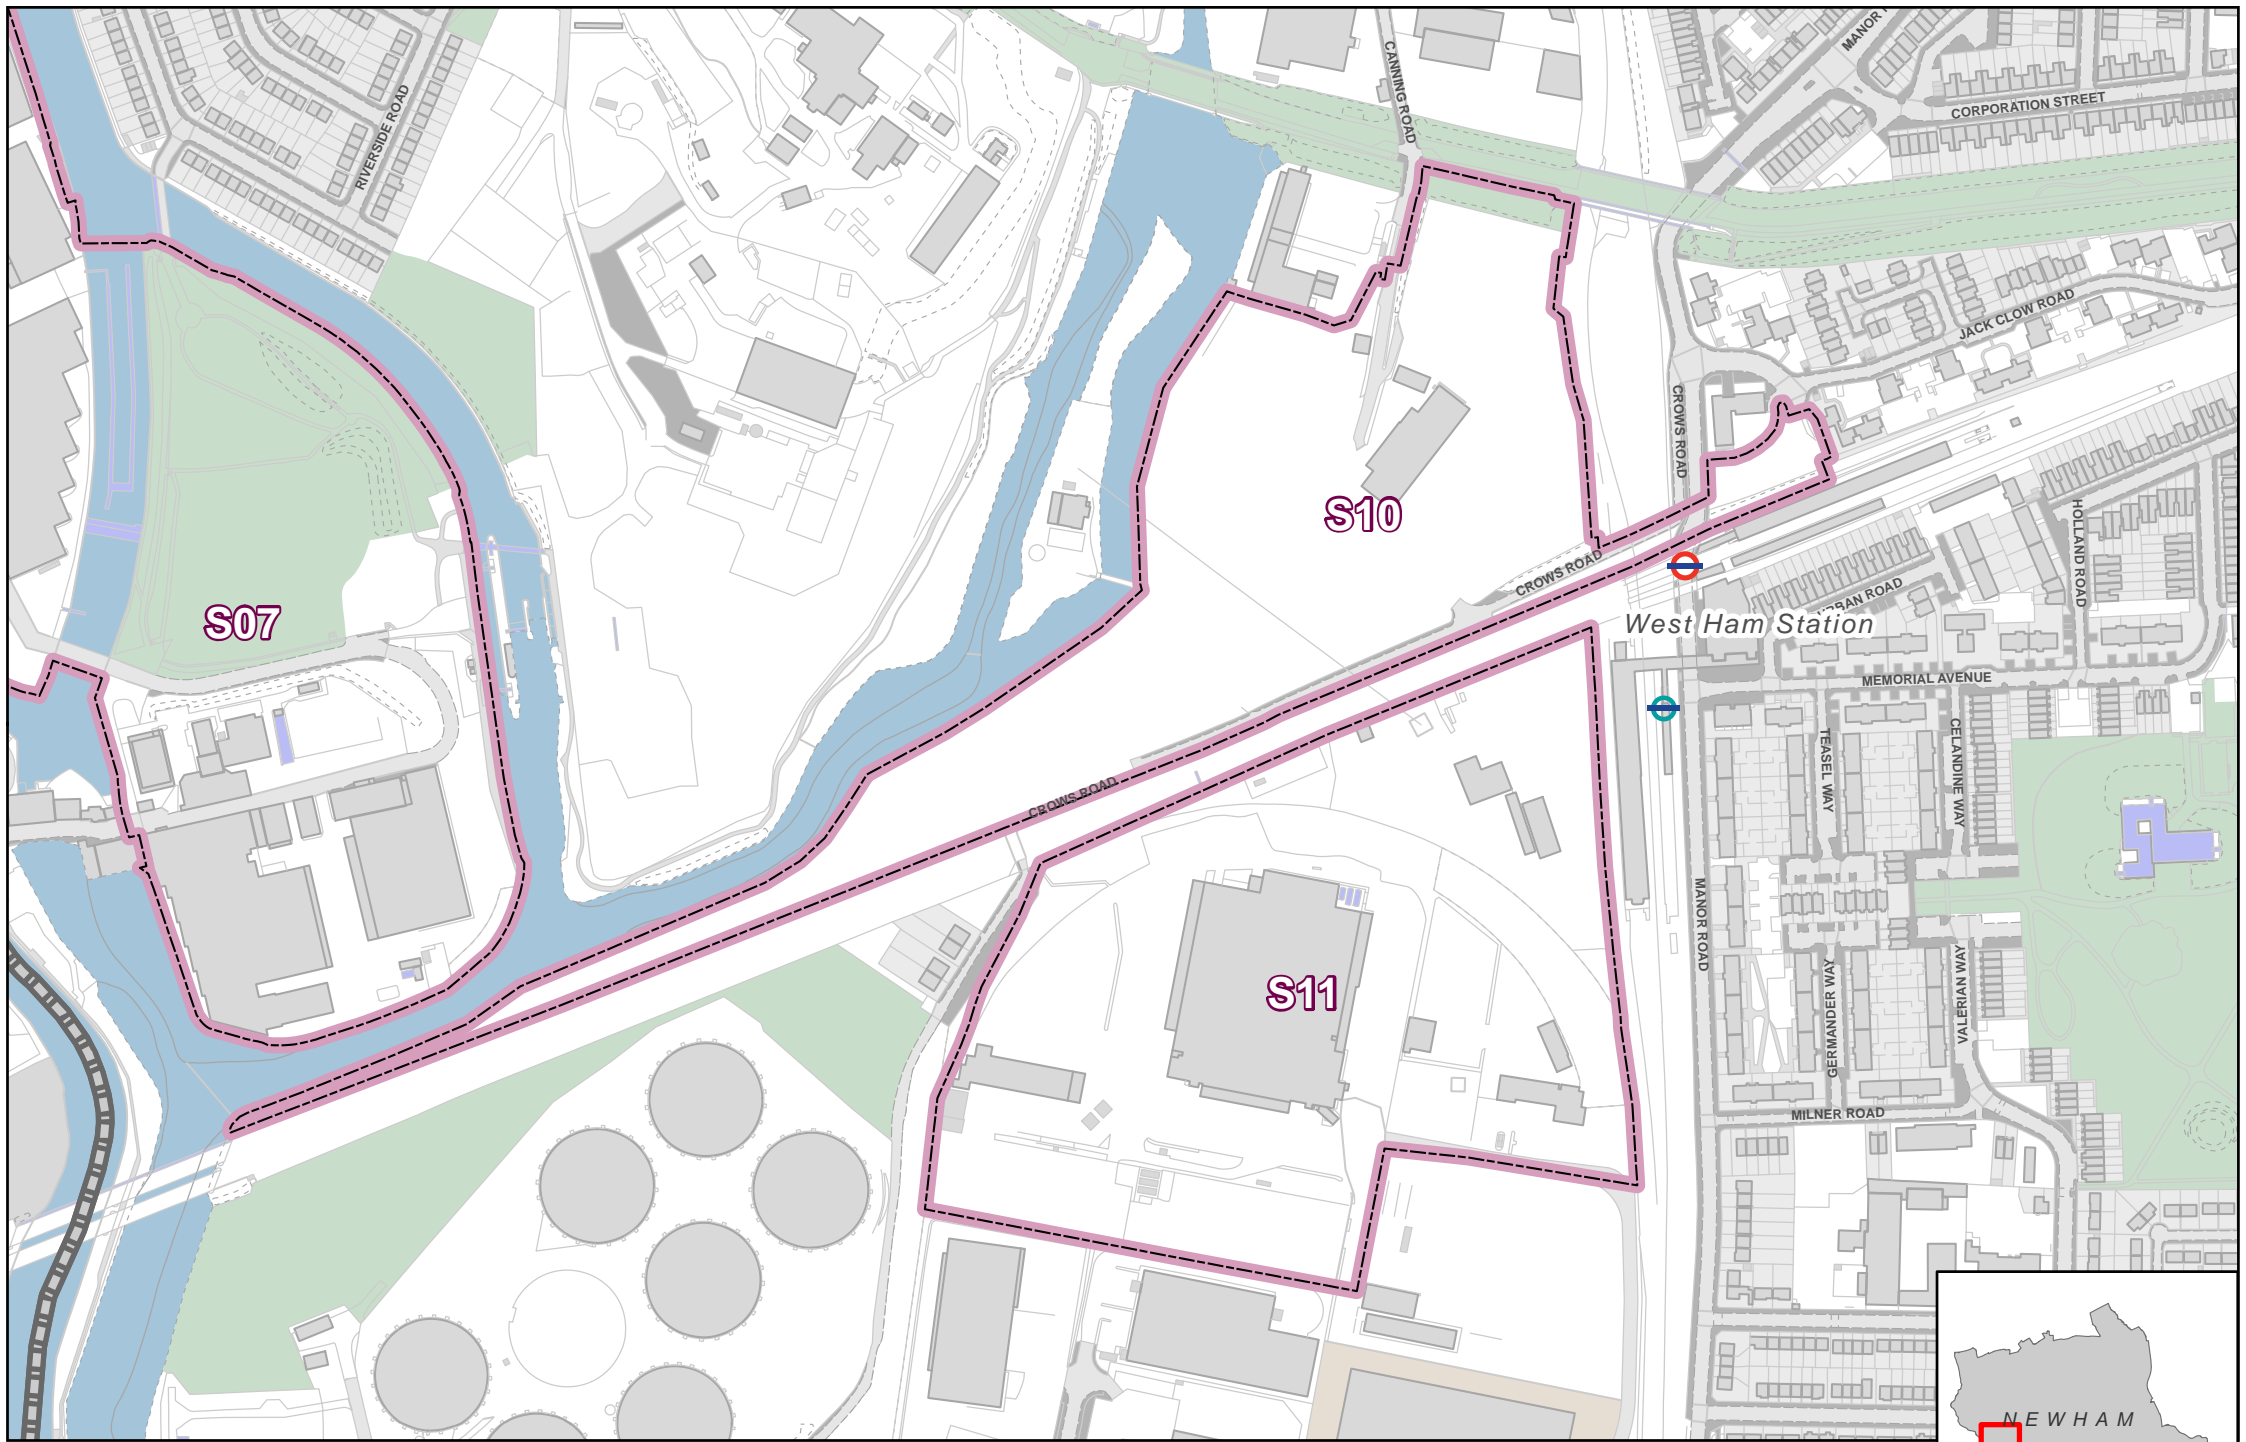 MANOR
CANNING ROAD
CORPORATION STREET
RIVERSIDE ROAD
JACK CLOW ROAD
CROWS ROAD
S10
HOLLAND ROAD
CROWS ROAD
S07
West Ham Station
MEMORIAL AVENUE
TEASEL WAY
CELANDINE WAY
CROWS ROAD
MANOR ROAD
S11
GERMANDER WAY
VALERIAN WAY
MILNER ROAD
NEWHAM